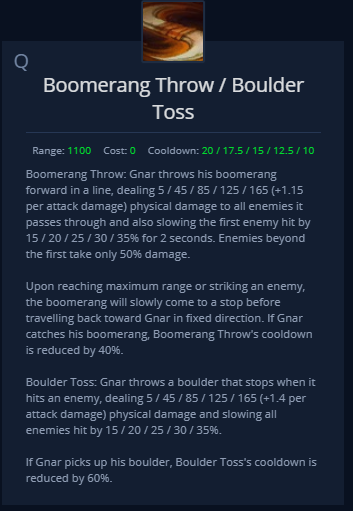 Q
Boomerang Throw / Boulder
Toss
Range: 1100 Cost: 0 Cooldown: 20 / 17.5 / 15 / 12.5 / 10
Boomerang Throw: Gnar throws his boomerang
forward in a line, dealing 5 / 45 / 85 / 125 / 165 (+1.15
per attack damage) physical damage to all enemies it
passes through and also slowing the first enemy hit by
15 / 20 / 25 / 30 / 35% for 2 seconds. Enemies beyond
the first take only 50% damage.
Upon reaching maximum range or striking an enemy,
the boomerang will slowly come to a stop before
travelling back toward Gnar in fixed direction. If Gnar
catches his boomerang, Boomerang Throw's cooldown
is reduced by 40%.
Boulder Toss: Gnar throws a boulder that stops when it
hits an enemy, dealing 5 / 45 / 85 / 125 / 165 (+1.4 per
attack damage) physical damage and slowing all
enemies hit by 15 / 20 / 25 / 30 / 35%.
If Gnar picks up his boulder, Boulder Toss's cooldown is
reduced by 60%.